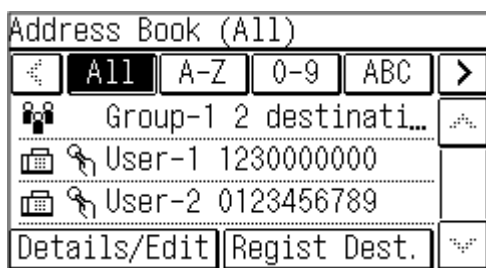 Address Book (All)
All A-Z 0-9 ABC
Group-1 2 destinati…
User-1 1230000000
User-2 0123456789
Details/Edit Regist Dest.